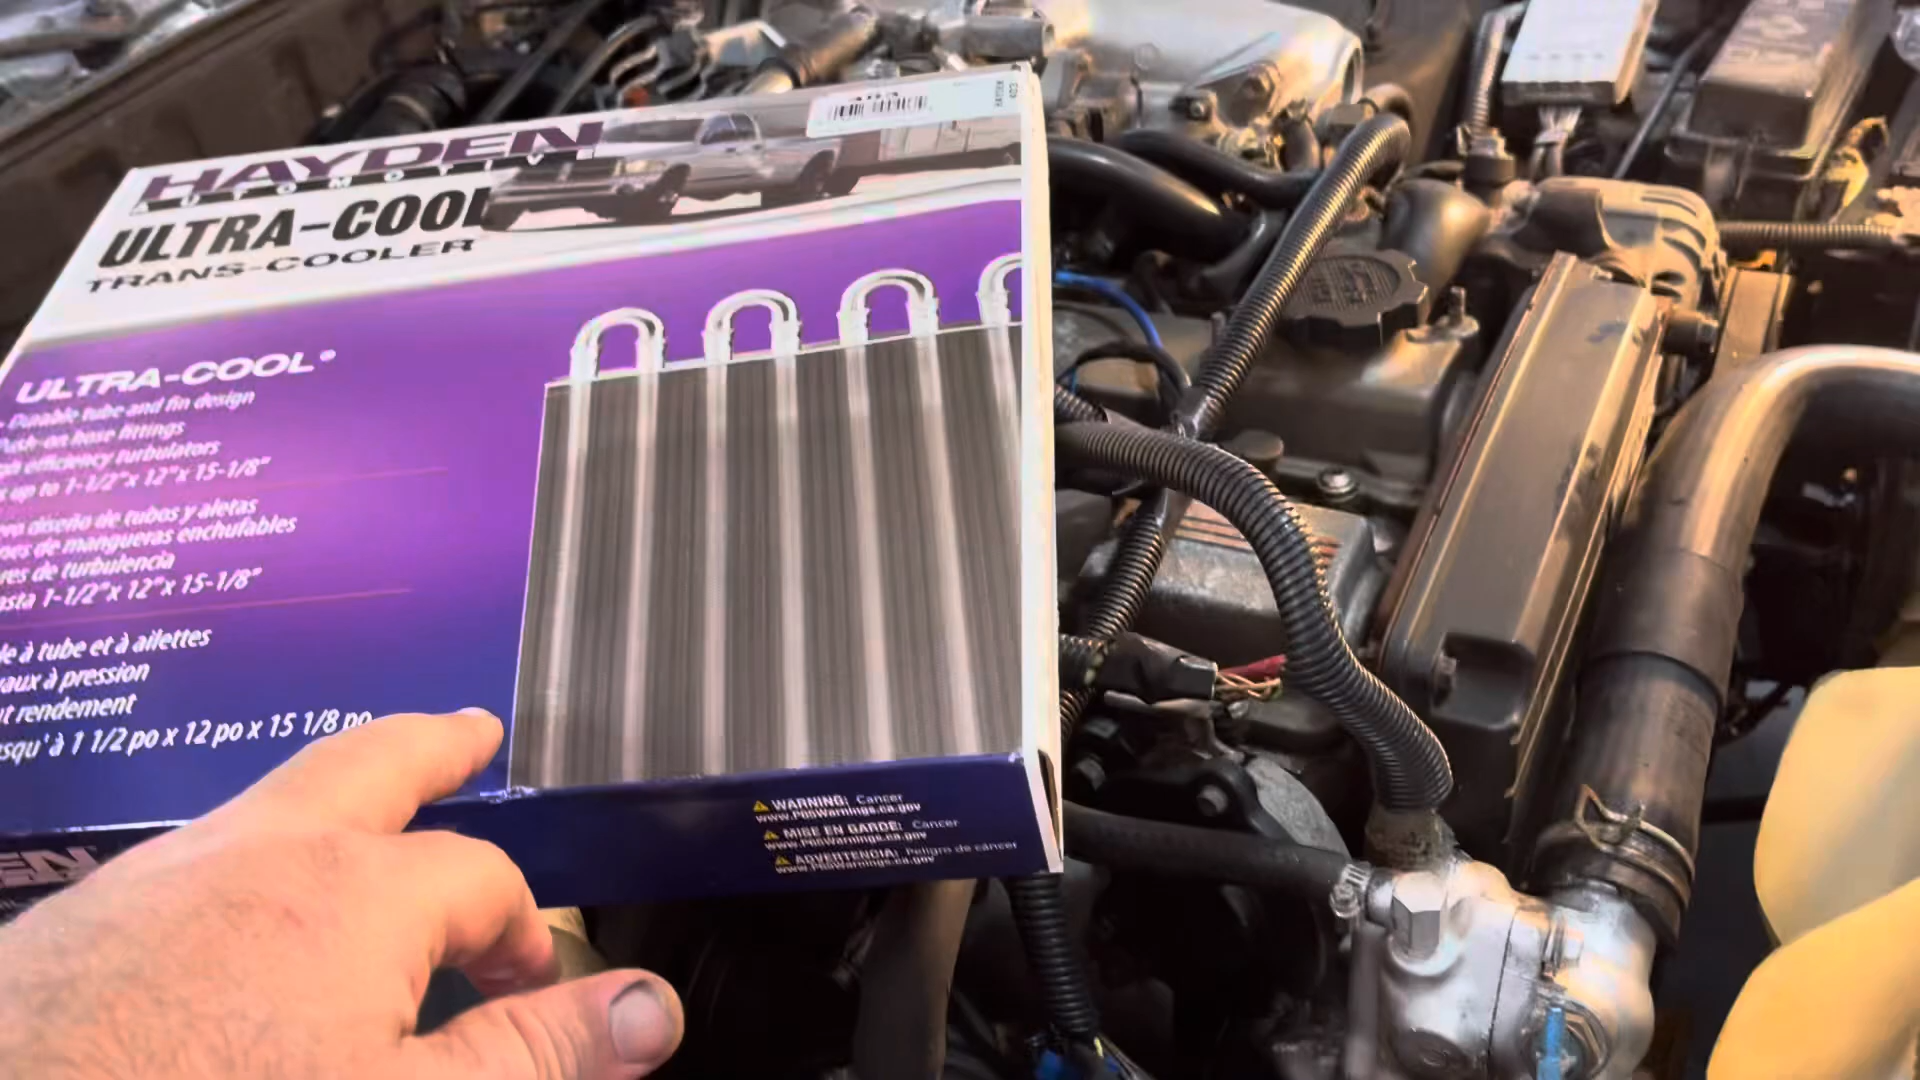 HAYDEN
AUTOMOTIVE
ULTRA-COOL
TRANS-COOLER
403
HAYDEN
403
ULTRA-COOL®
Durable tube and fin design
Push-on hose fittings
efficiency turbulators
up to 1-1/2"x 12"x 15-1/8"
diseño de tubos y aletas
de mangueras enchufables
de turbulencia
1-1/2"x 12"x 15-1/8"
à tube et à ailettes
à pression
rendement
à 1 1/2 po x 12 po x 15 1/8 po
WARNING: Cancer
www.P65Warnings.ca.gov
MISE EN GARDE: Cancer
www.P65Warnings.ca.gov
ADVERTENCIA: Peligro de cáncer
www.P65Warnings.ca.gov